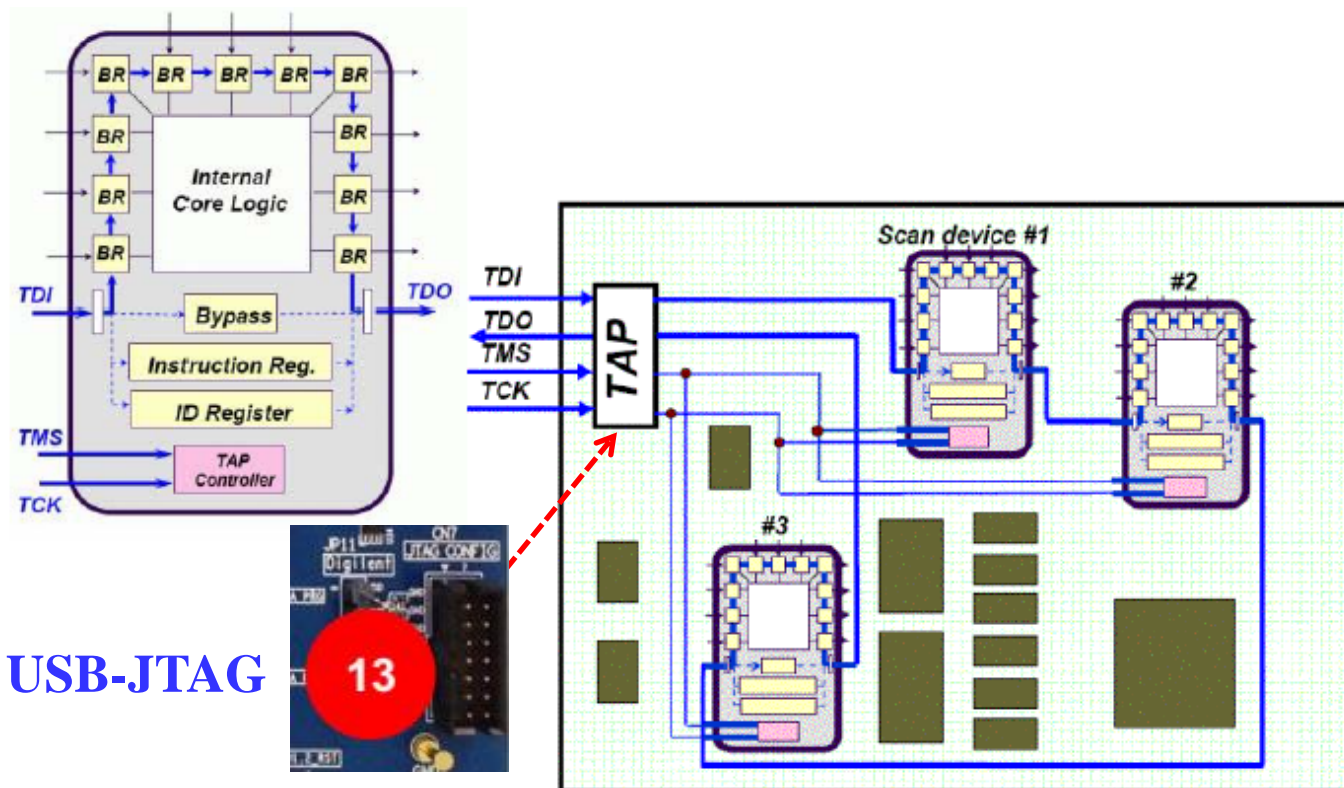 BR BR BR BR BR
BR BR
BR BR
BR BR
Internal
Core Logic
TDI
TDO
Bypass
Instruction Reg.
ID Register
TMS
TCK
TAP
Controller
TDI
TDO
TMS
TCK
TAP
Scan device #1
#2
#3
JP11
Digilent
CN7
JTAG CONFIG
13
USB-JTAG